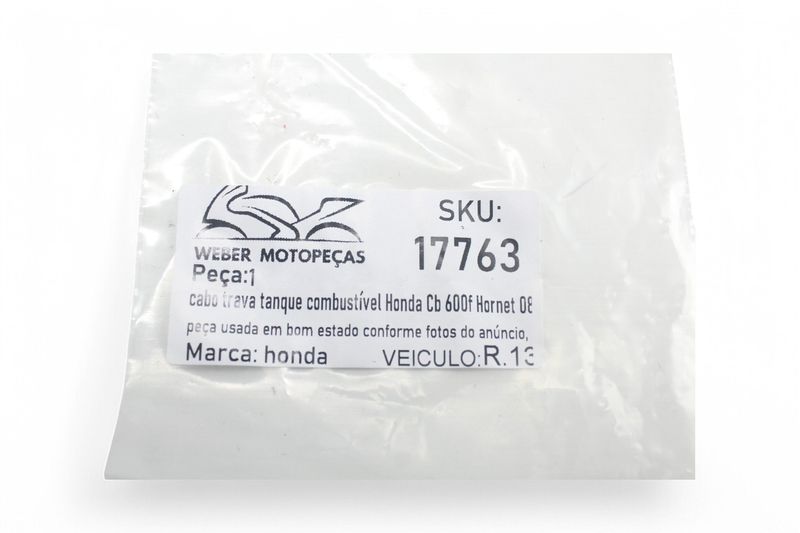 WEBER MOTOPEÇAS
SKU:
17763
Peça:1
cabo trava tanque combustível Honda Cb 600f Hornet 08
peça usada em bom estado conforme fotos do anúncio,
Marca: honda
VEICULO:R.13